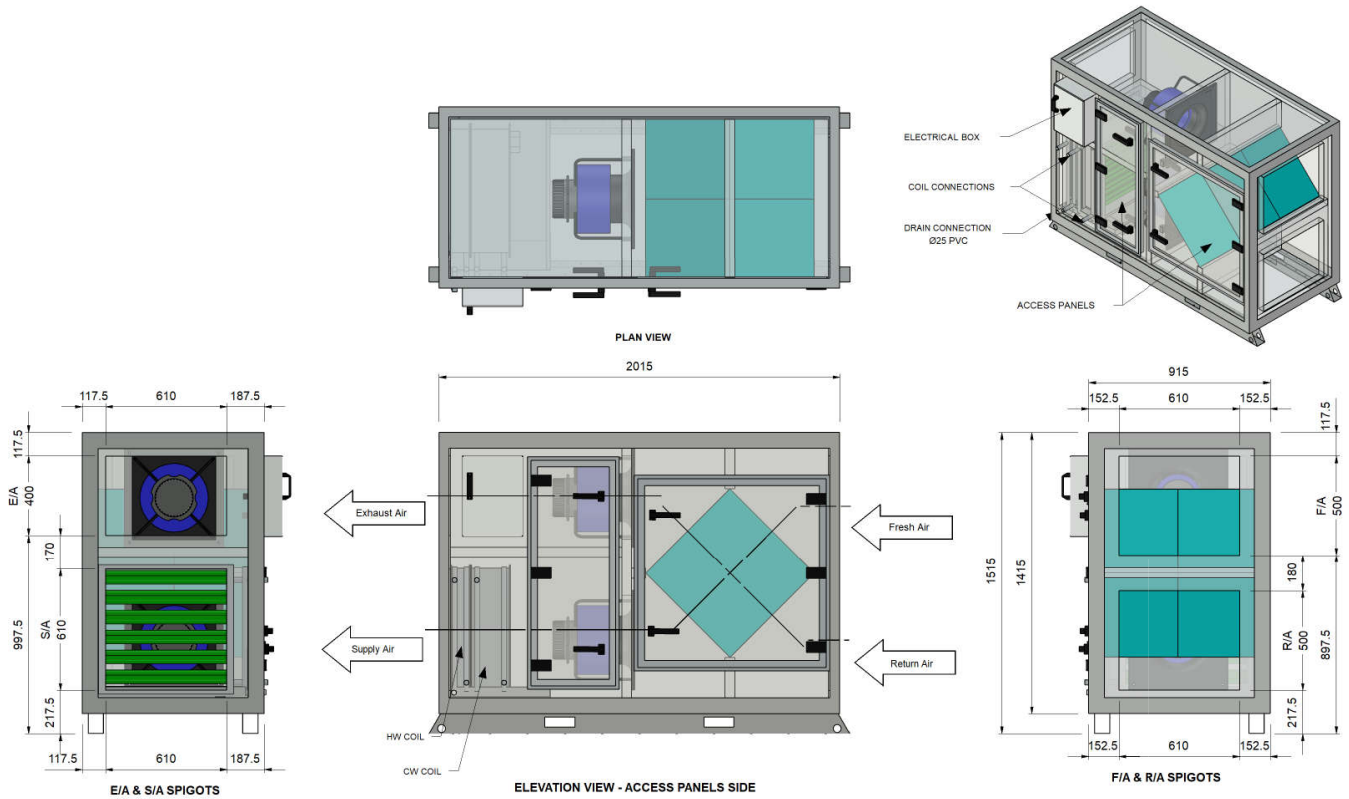 ELECTRICAL BOX
COIL CONNECTIONS
DRAIN CONNECTION
Ø25 PVC
ACCESS PANELS
PLAN VIEW
117.5
610
187.5
117.5
E/A
400
170
S/A
610
997.5
217.5
117.5
610
187.5
E/A & S/A SPIGOTS
2015
Exhaust Air
Supply Air
Fresh Air
Return Air
HW COIL
CW COIL
ELEVATION VIEW - ACCESS PANELS SIDE
915
152.5
610
152.5
117.5
F/A
500
180
R/A
500
897.5
217.5
1515
1415
152.5
610
152.5
F/A & R/A SPIGOTS